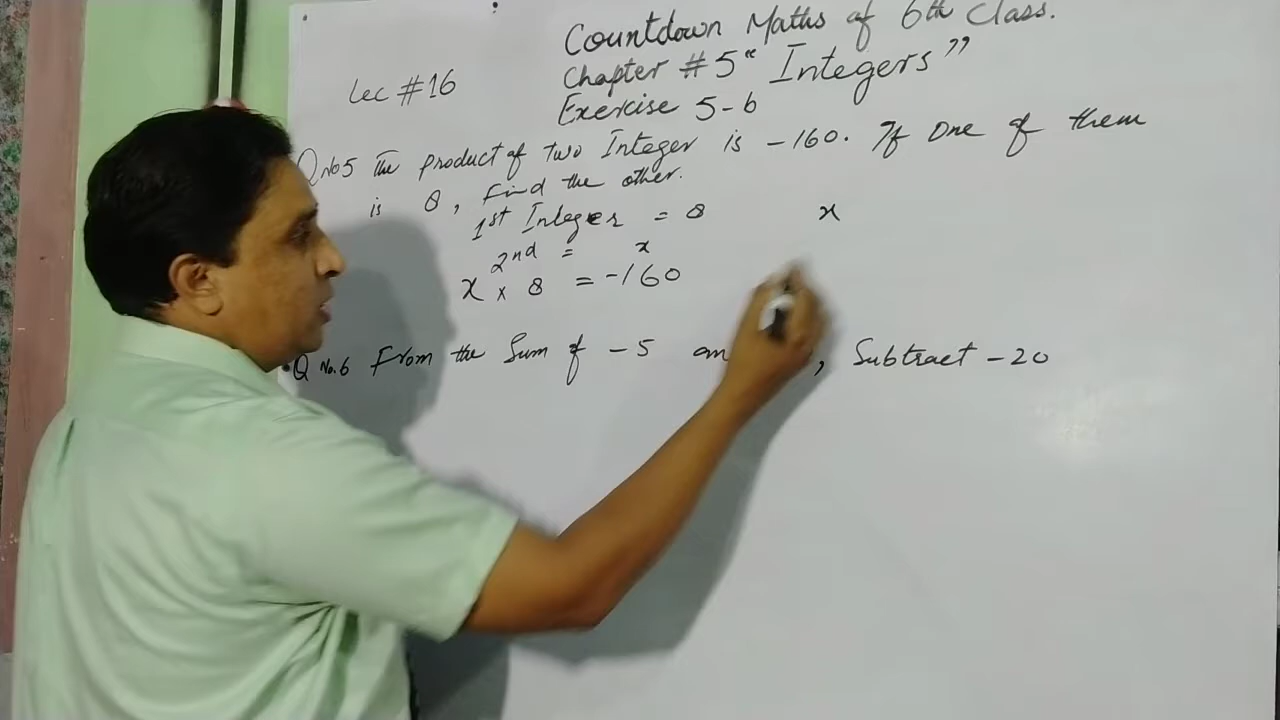 Countdown Maths of 6th Class.
Lec #16
Chapter #5 "Integers"
Exercise 5-b
Q No5 The Product of two Integer is -160. If one of them
is 8, find the other.
1st Integer = 8
x
2nd = x
x × 8 = -160
Q No.6 From the Sum of -5 , Subtract -20